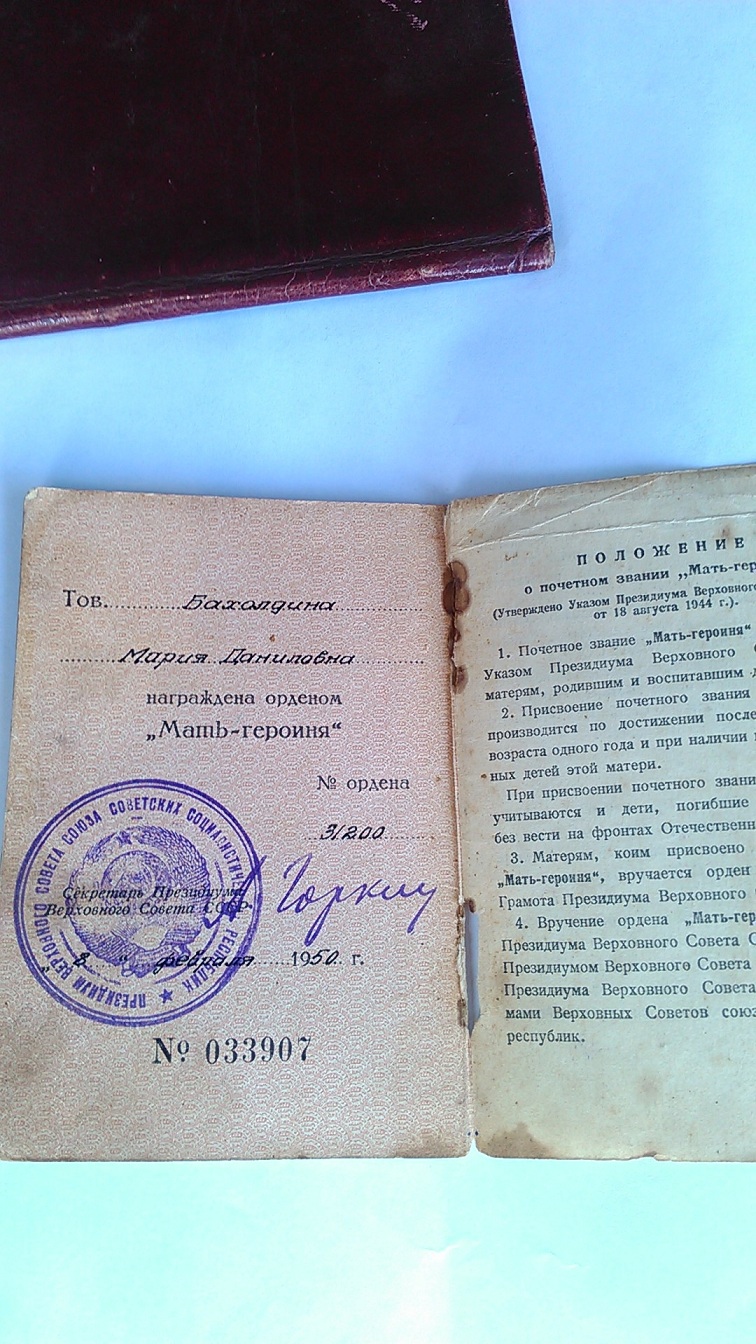 Тов. Бахолдина
Мария Даниловна
награждена орденом
„Мать-героиня“
№ ордена
31200
ПРЕЗИДИУМ ВЕРХОВНОГО СОВЕТА СОЮЗА СОВЕТСКИХ СОЦИАЛИСТИЧ РЕСПУБЛИК
Секретарь Президиума
Верховного Совета СССР
Горкин
„ 8 “ февраля 1950 г.
№ 033907
ПОЛОЖЕНИЕ
о почетном звании „Мать-гер
(Утверждено Указом Президиума Верховного
от 18 августа 1944 г.).
1. Почетное звание „Мать-героиня“
Указом Президиума Верховного
матерям, родившим и воспитавшим
2. Присвоение почетного звания
производится по достижении после
возраста одного года и при наличии
ных детей этой матери.
При присвоении почетного звани
учитываются и дети, погибшие
без вести на фронтах Отечественн
3. Матерям, коим присвоено
„Мать-героиня“, вручается орден
Грамота Президиума Верховного
4. Вручение ордена „Мать-гер
Президиума Верховного Совета С
Президиумом Верховного Совета
Президиума Верховного Совета
мами Верховных Советов союз
республик.